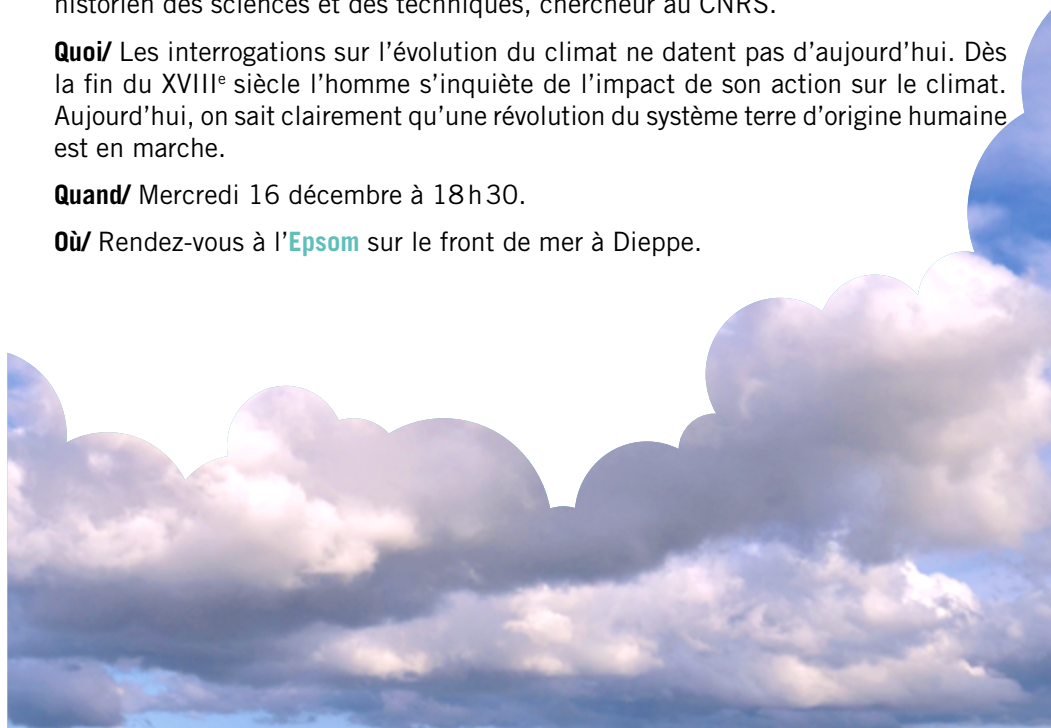 historien des sciences et des techniques, chercheur au CNRS.
Quoi/ Les interrogations sur l’évolution du climat ne datent pas d’aujourd’hui. Dès
la fin du XVIIIe siècle l’homme s’inquiète de l’impact de son action sur le climat.
Aujourd’hui, on sait clairement qu’une révolution du système terre d’origine humaine
est en marche.
Quand/ Mercredi 16 décembre à 18h30.
Où/ Rendez-vous à l’Epsom sur le front de mer à Dieppe.